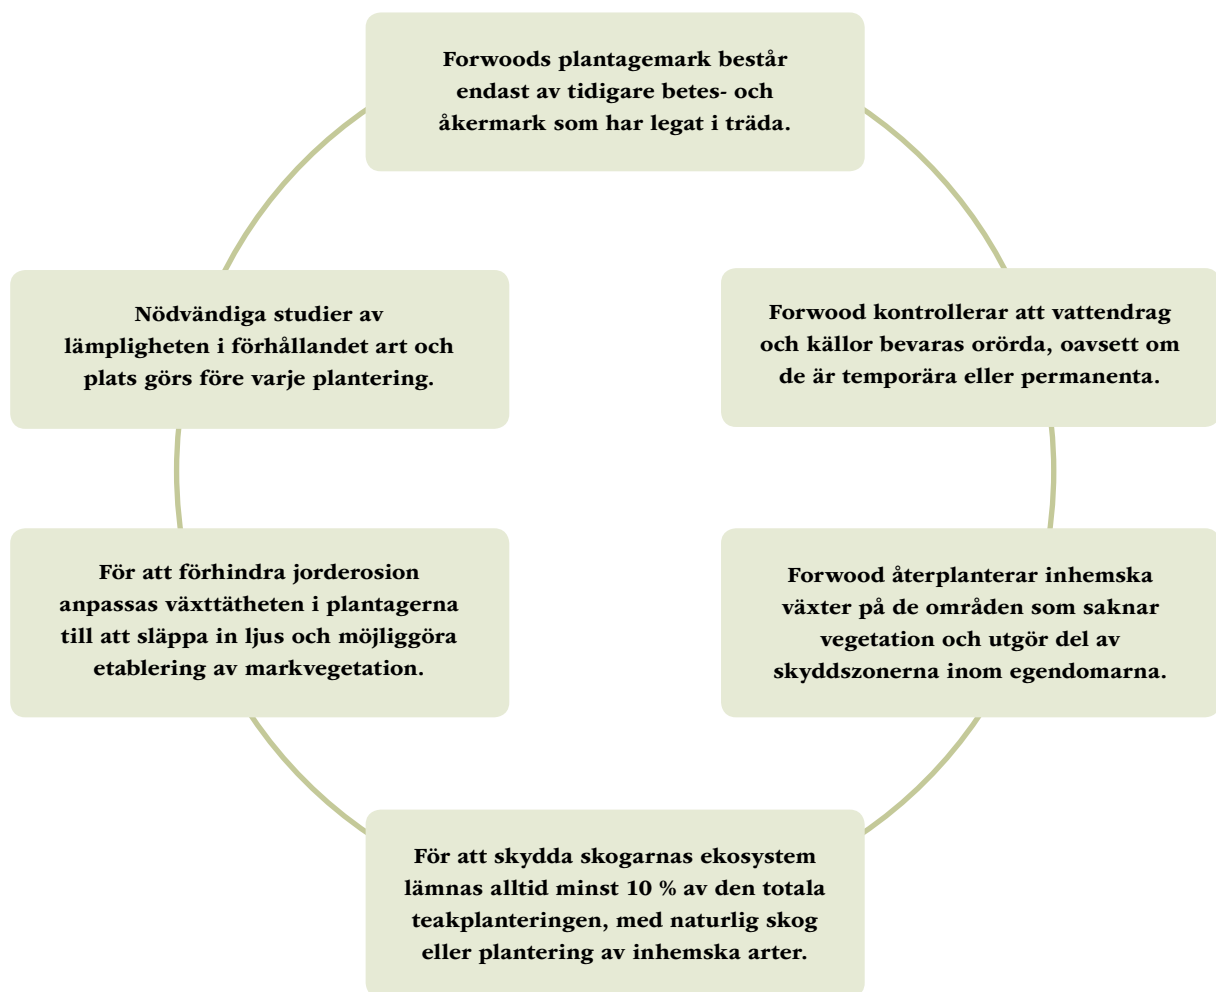 Forwoods plantagemark består
endast av tidigare betes- och
åkermark som har legat i träda.
Nödvändiga studier av
lämpligheten i förhållandet art och
plats görs före varje plantering.
Forwood kontrollerar att vattendrag
och källor bevaras orörda, oavsett om
de är temporära eller permanenta.
För att förhindra jorderosion
anpassas växttätheten i plantagerna
till att släppa in ljus och möjliggöra
etablering av markvegetation.
Forwood återplanterar inhemska
växter på de områden som saknar
vegetation och utgör del av
skyddszonerna inom egendomarna.
För att skydda skogarnas ekosystem
lämnas alltid minst 10 % av den totala
teakplanteringen, med naturlig skog
eller plantering av inhemska arter.